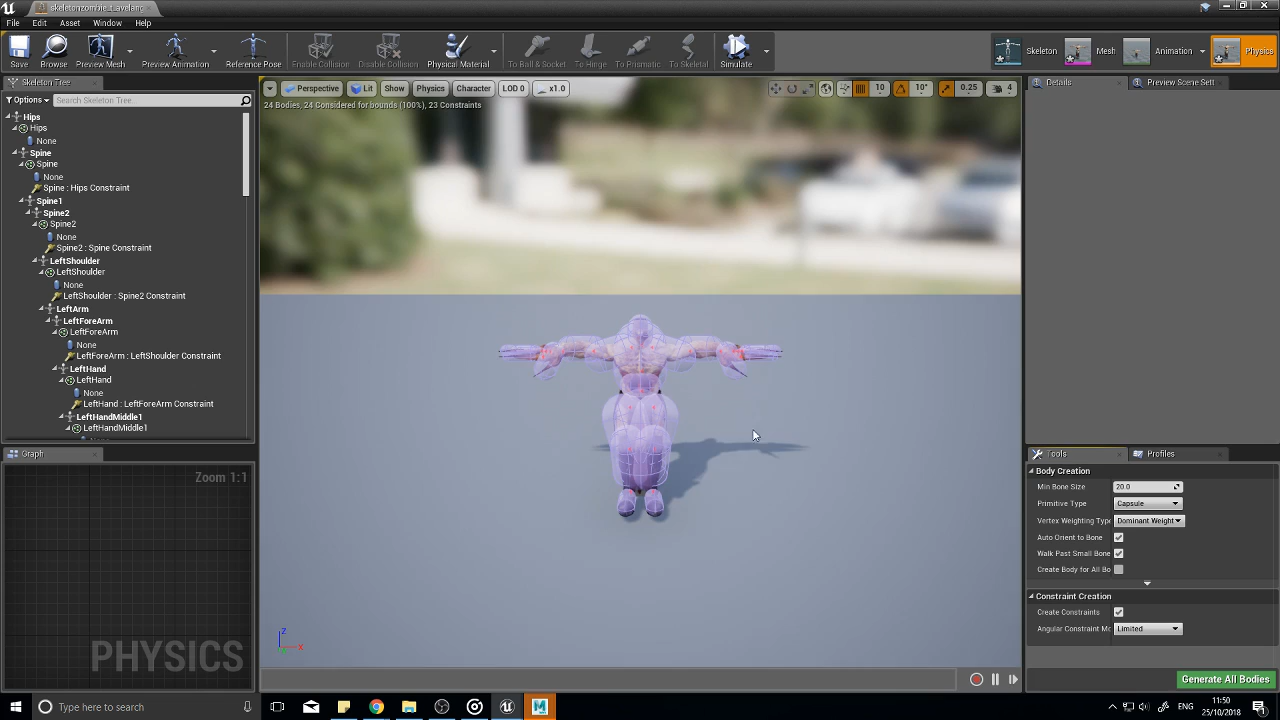 skeletonzombie_t_avelang
File Edit Asset Window Help
Save Browse Preview Mesh Preview Animation Reference Pose Enable Collision Disable Collision Physical Material To Ball & Socket To Hinge To Prismatic To Skeletal Simulate Skeleton Mesh Animation Physics
Skeleton Tree
Options Search Skeleton Tree
Hips
Hips
None
Spine
Spine
None
Spine : Hips Constraint
Spine1
Spine2
Spine2
None
Spine2 : Spine Constraint
LeftShoulder
LeftShoulder
None
LeftShoulder : Spine2 Constraint
LeftArm
LeftForeArm
LeftForeArm
None
LeftForeArm : LeftShoulder Constraint
LeftHand
LeftHand
None
LeftHand : LeftForeArm Constraint
LeftHandMiddle1
LeftHandMiddle1
Graph
Zoom 1:1
PHYSICS
Perspective Lit Show Physics Character LOD 0 x1.0 10 10° 0.25 4
24 Bodies, 24 Considered for bounds (100%), 23 Constraints
Z
X
Details Preview Scene Sett
Tools Profiles
Body Creation
Min Bone Size 20.0
Primitive Type Capsule
Vertex Weighting Typ Dominant Weight
Auto Orient to Bone
Walk Past Small Bone
Create Body for All Bo
Constraint Creation
Create Constraints
Angular Constraint Mo Limited
Generate All Bodies
Type here to search
ENG
11:50
25/10/2018